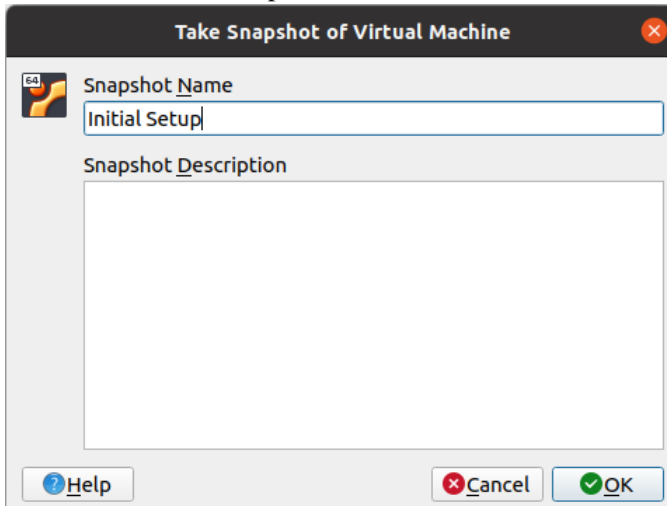 Take Snapshot of Virtual Machine
64
Snapshot Name
Initial Setup
Snapshot Description
Help
Cancel
OK